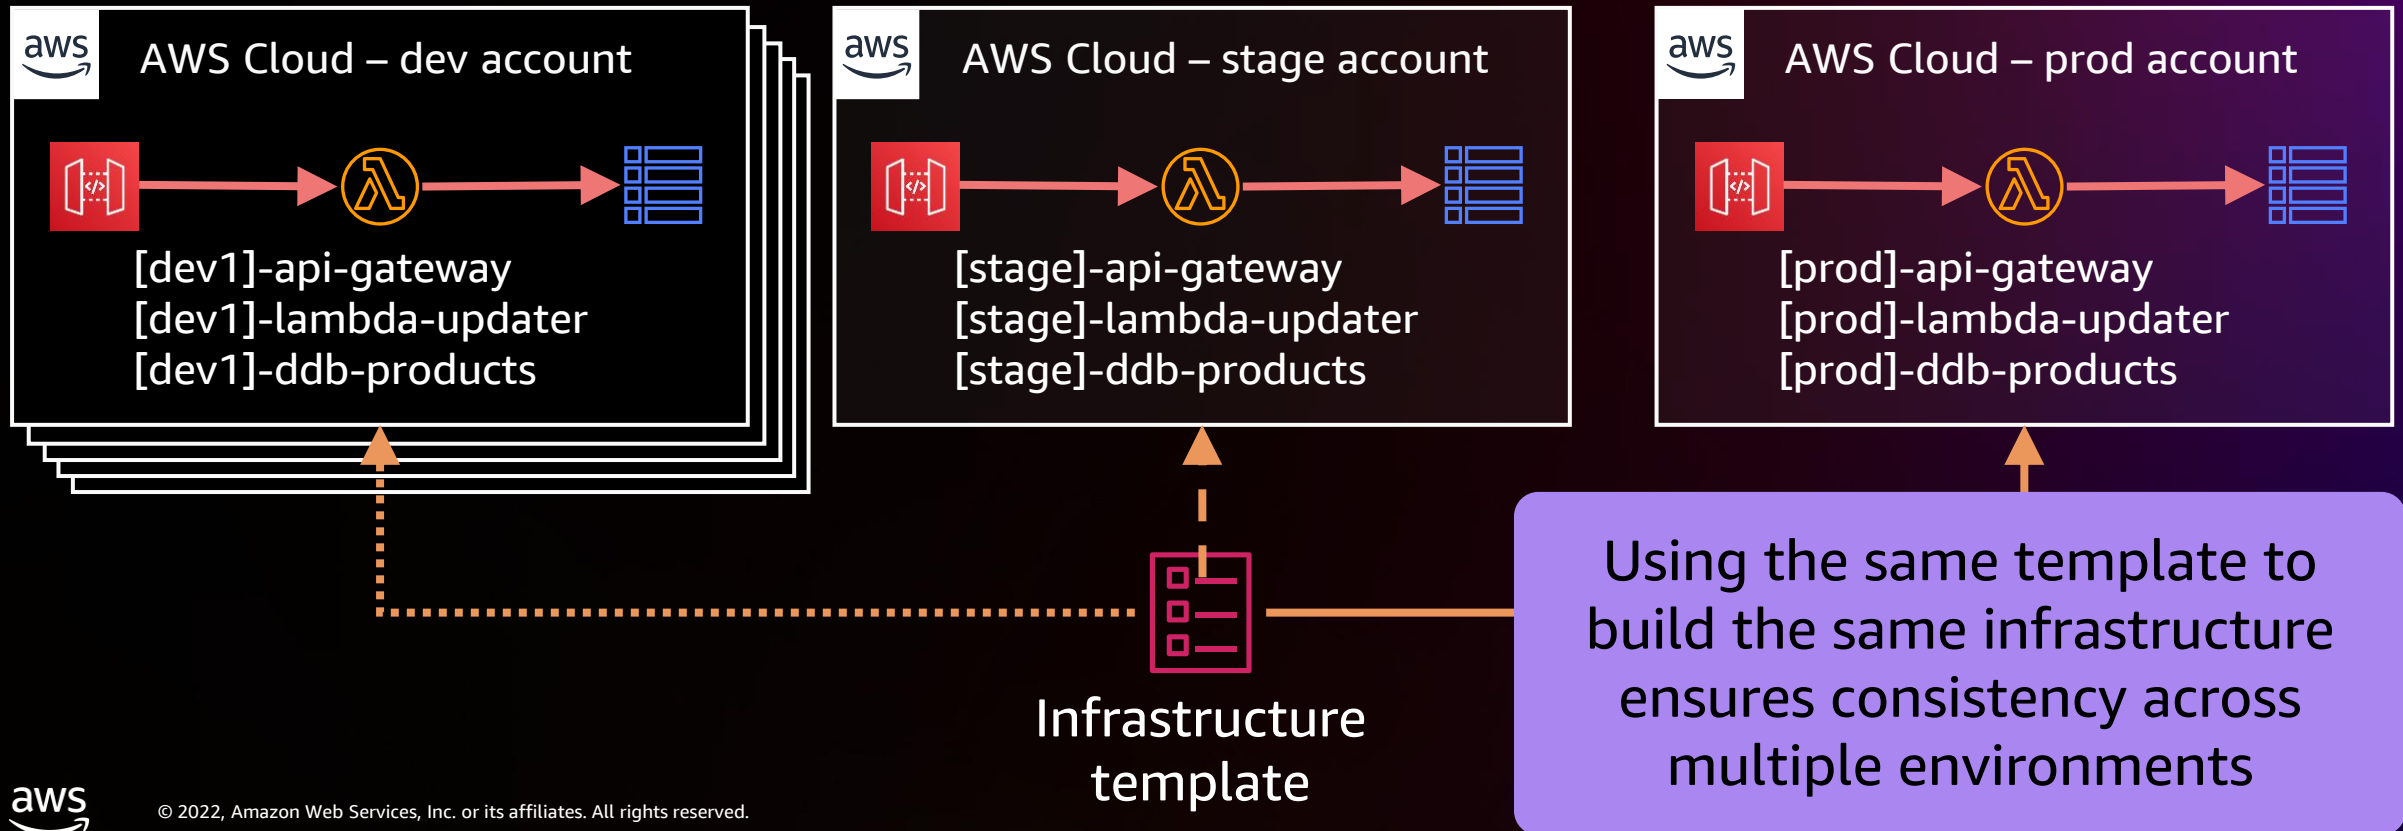 aws
AWS Cloud – dev account
[dev1]-api-gateway
[dev1]-lambda-updater
[dev1]-ddb-products
aws
AWS Cloud – stage account
[stage]-api-gateway
[stage]-lambda-updater
[stage]-ddb-products
aws
AWS Cloud – prod account
[prod]-api-gateway
[prod]-lambda-updater
[prod]-ddb-products
Infrastructure
template
Using the same template to
build the same infrastructure
ensures consistency across
multiple environments
aws
© 2022, Amazon Web Services, Inc. or its affiliates. All rights reserved.